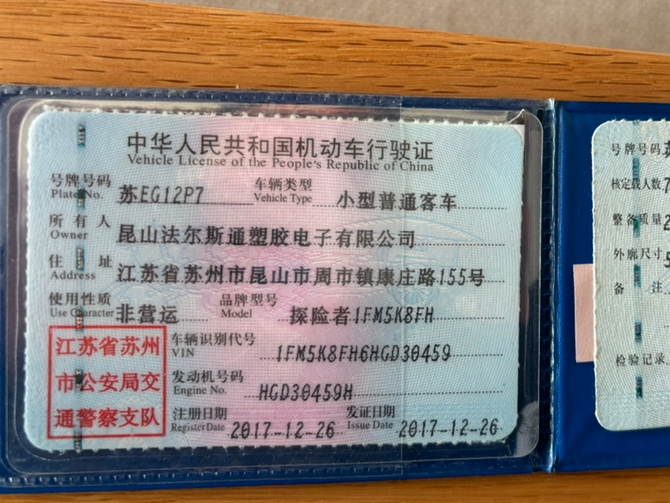 中华人民共和国机动车行驶证
Vehicle License of the People's Republic of China
号牌号码 苏EG12P7 车辆类型 小型普通客车
Plate No. Vehicle Type
所有人 昆山法尔斯通塑胶电子有限公司
Owner
住址 江苏省苏州市昆山市周市镇康庄路155号
Address
使用性质 非营运 品牌型号 探险者1FM5K8FH
Use Character Model
江苏省苏州
市公安局交
通警察支队
车辆识别代号 1FM5K8FH6HGD30459
VIN
发动机号码 HGD30459H
Engine No.
注册日期 2017-12-26 发证日期 2017-12-26
Register Date Issue Date
号牌号码
核定载人数 7
整备质量
外廓尺寸
备 注
检验记录